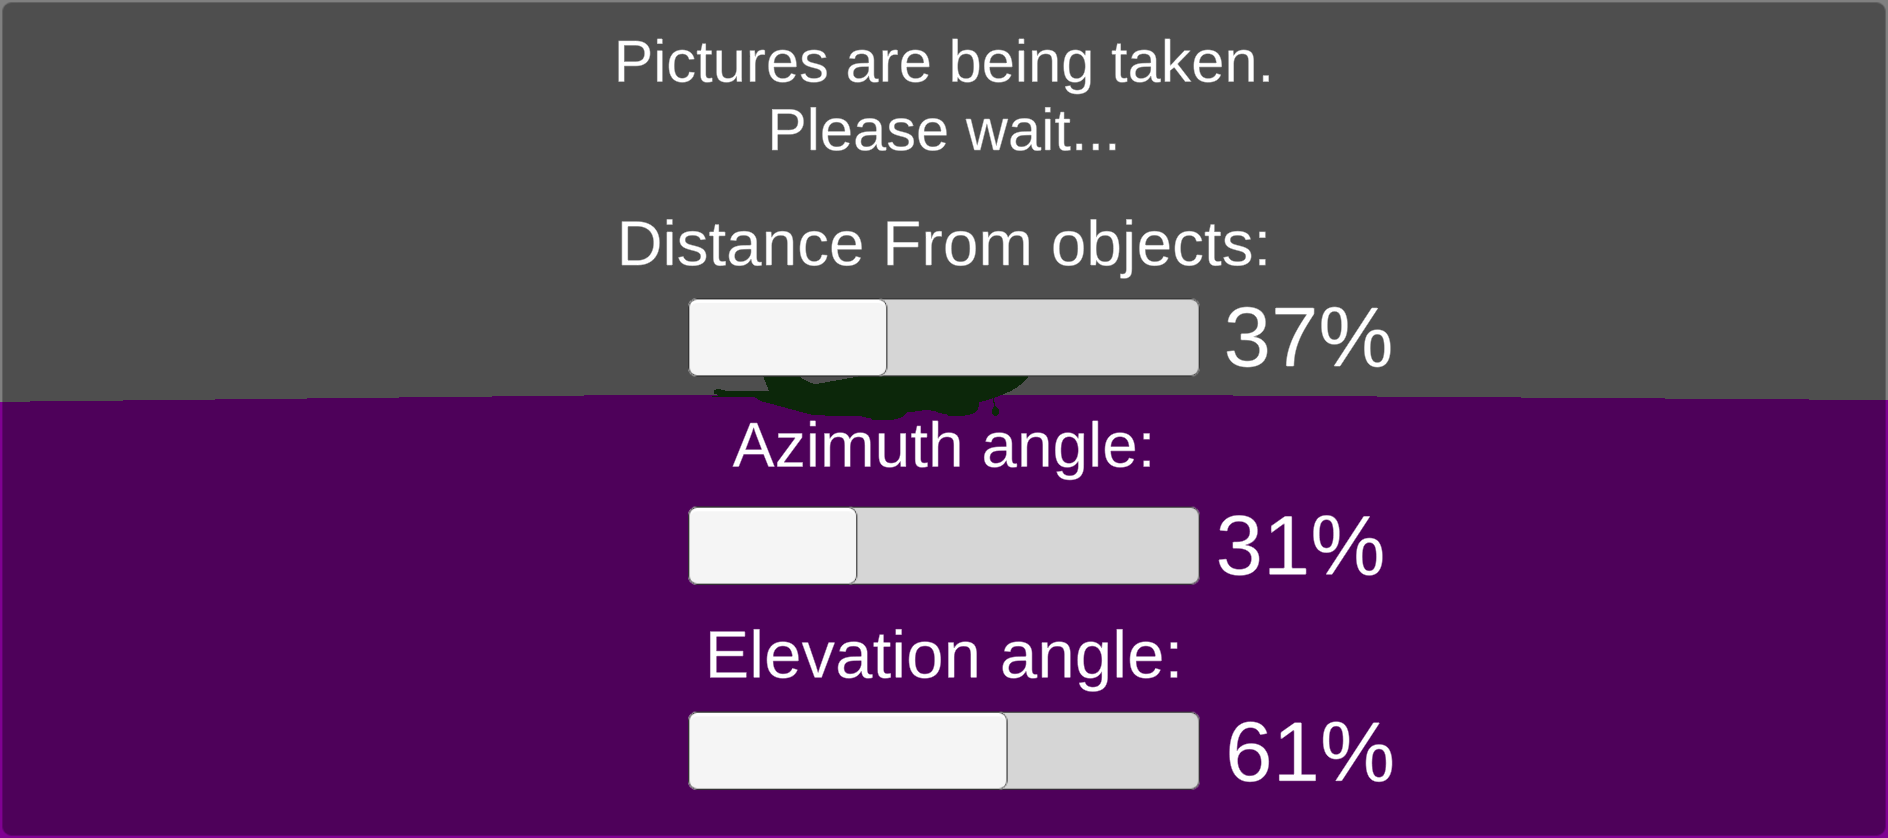 Pictures are being taken.
Please wait...
Distance From objects:
37%
Azimuth angle:
31%
Elevation angle:
61%